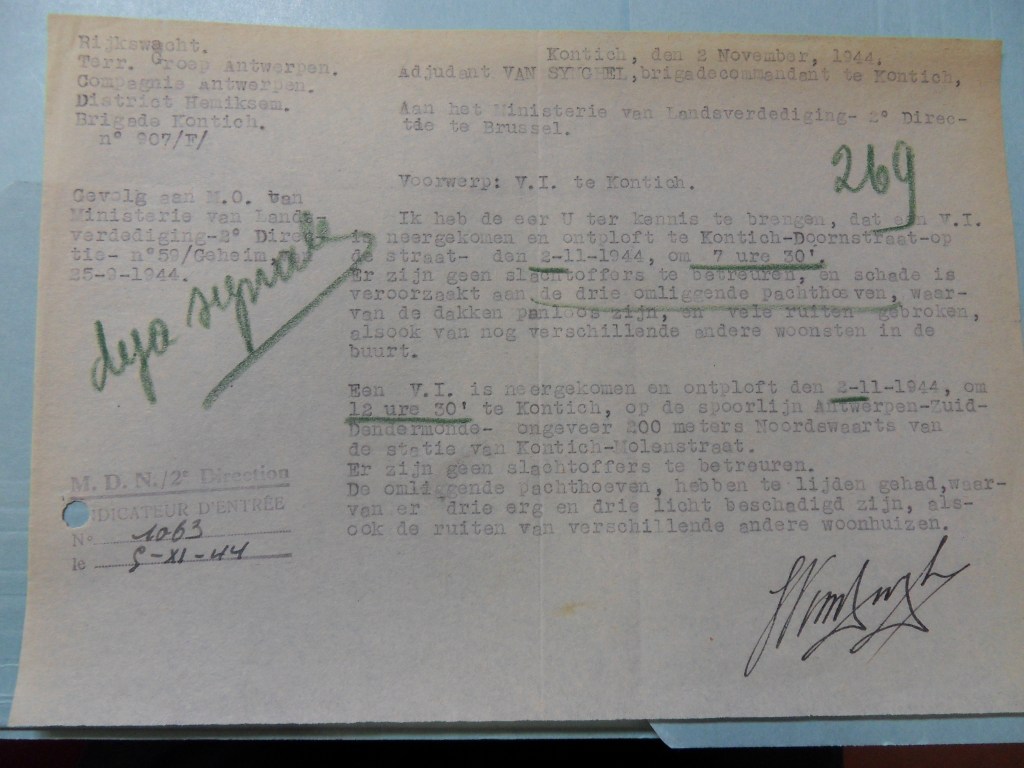 Rijkswacht.
Terr. Groep Antwerpen.
Compagnie Antwerpen.
District Hemiksem.
Brigade Kontich.
n° 907/F/
Kontich, den 2 November, 1944,
Adjudant VAN SYNGHEL, brigadecommandant te Kontich,
Aan het Ministerie van Landsverdediging- 2° Direc-
tie te Brussel.
269
Voorwerp: V.I. te Kontich.
Gevolg aan M.O. van
Ministerie van Lands-
verdediging-2° Direc-
tie- n°59/Geheim
25-9-1944.
deja signalé
Ik heb de eer U ter kennis te brengen, dat een V.I.
is neergekomen en ontploft te Kontich-Doornstraat-op
de straat- den 2-11-1944, om 7 ure 30'.
Er zijn geen slachtoffers te betreuren, en schade is
veroorzaakt aan de drie omliggende pachthoeven, waar-
van de dakken panloos zijn, en vele ruiten gebroken,
alsook van nog verschillende andere woonsten in de
buurt.
Een V.I. is neergekomen en ontploft den 2-11-1944, om
12 ure 30' te Kontich, op de spoorlijn Antwerpen-Zuid-
Dendermonde- ongeveer 200 meters Noordswaarts van
de statie van Kontich-Molenstraat.
Er zijn geen slachtoffers te betreuren.
De omliggende pachthoeven, hebben te lijden gehad, waar-
van er drie erg en drie licht beschadigd zijn, als-
ook de ruiten van verschillende andere woonhuizen.
M. D. N./2e Direction
INDICATEUR D'ENTRÉE
N° 1063
le 5-XI-44